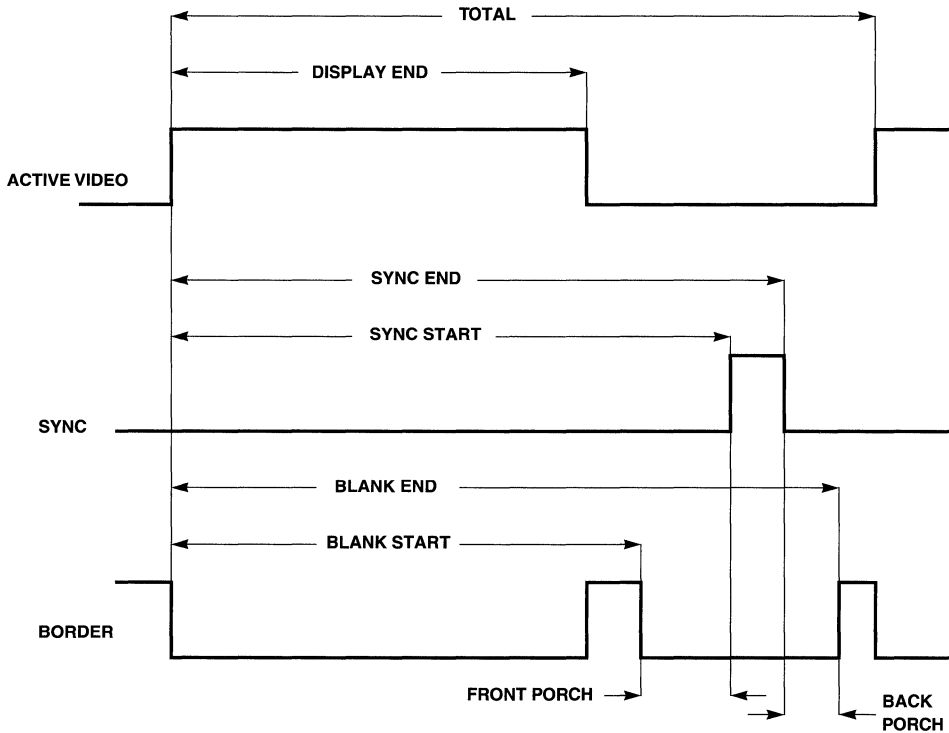 TOTAL
DISPLAY END
ACTIVE VIDEO
SYNC END
SYNC START
SYNC
BLANK END
BLANK START
BORDER
FRONT PORCH
BACK
PORCH